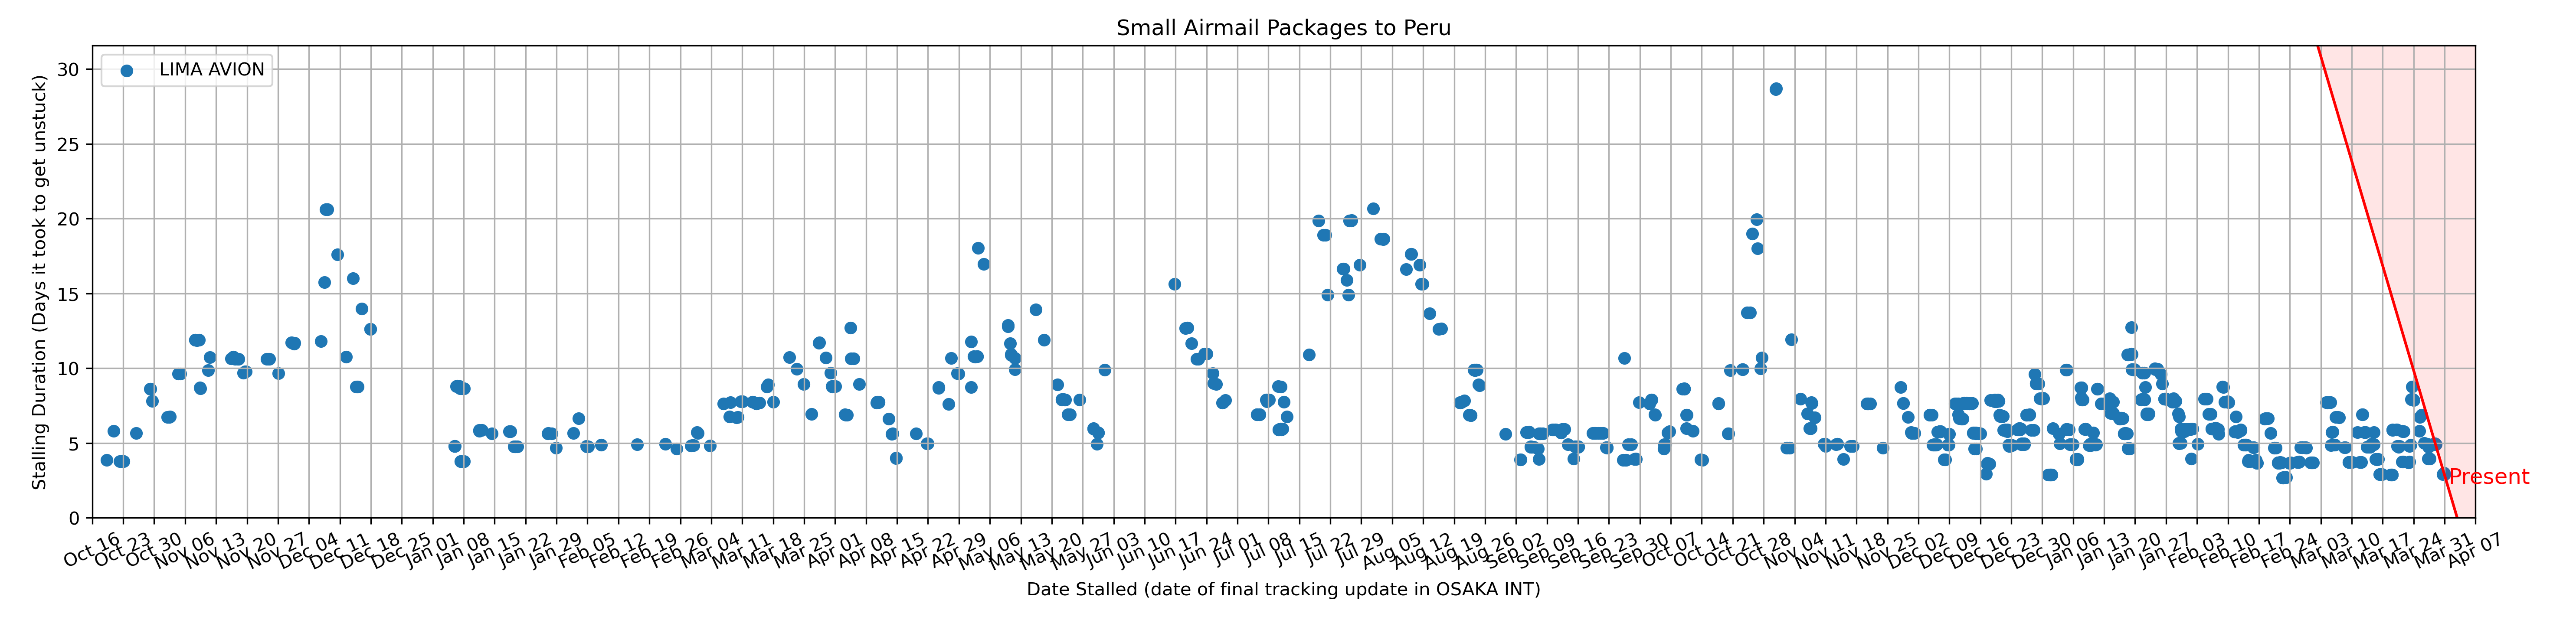 Small Airmail Packages to Peru
LIMA AVION
Stalling Duration (Days it took to get unstuck)
30
25
20
15
10
5
0
Present
Oct 16
Oct 23
Oct 30
Nov 06
Nov 13
Nov 20
Nov 27
Dec 04
Dec 11
Dec 18
Dec 25
Jan 01
Jan 08
Jan 15
Jan 22
Jan 29
Feb 05
Feb 12
Feb 19
Feb 26
Mar 04
Mar 11
Mar 18
Mar 25
Apr 01
Apr 08
Apr 15
Apr 22
Apr 29
May 06
May 13
May 20
May 27
Jun 03
Jun 10
Jun 17
Jun 24
Jul 01
Jul 08
Jul 15
Jul 22
Jul 29
Aug 05
Aug 12
Aug 19
Aug 26
Sep 02
Sep 09
Sep 16
Sep 23
Sep 30
Oct 07
Oct 14
Oct 21
Oct 28
Nov 04
Nov 11
Nov 18
Nov 25
Dec 02
Dec 09
Dec 16
Dec 23
Dec 30
Jan 06
Jan 13
Jan 20
Jan 27
Feb 03
Feb 10
Feb 17
Feb 24
Mar 03
Mar 10
Mar 17
Mar 24
Mar 31
Apr 07
Date Stalled (date of final tracking update in OSAKA INT)